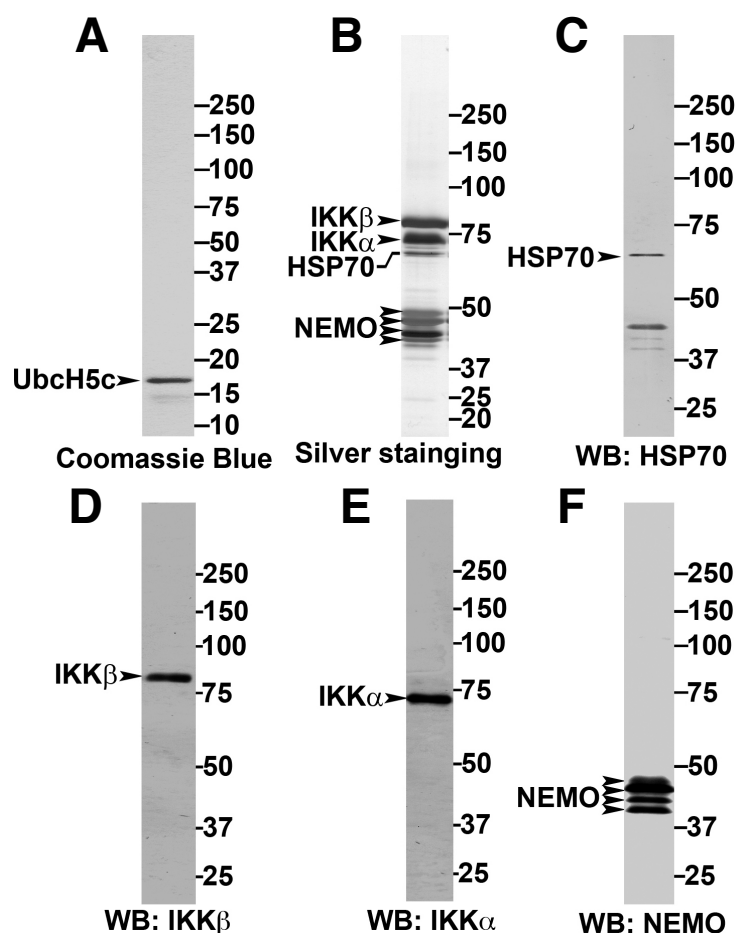 A
–250
–150
–100
–75
–50
–37
–25
–20
–15
–10
UbcH5c
Coomassie Blue
B
–250
–150
–100
–75
–50
–37
–25
–20
IKKβ
IKKα
HSP70
NEMO
Silver stainging
C
–250
–150
–100
–75
–50
–37
–25
HSP70
WB: HSP70
D
-250
-150
-100
-75
-50
-37
-25
IKKβ
WB: IKKβ
E
-250
-150
-100
-75
-50
-37
-25
IKKα
WB: IKKα
F
–250
–150
–100
–75
–50
–37
–25
NEMO
WB: NEMO